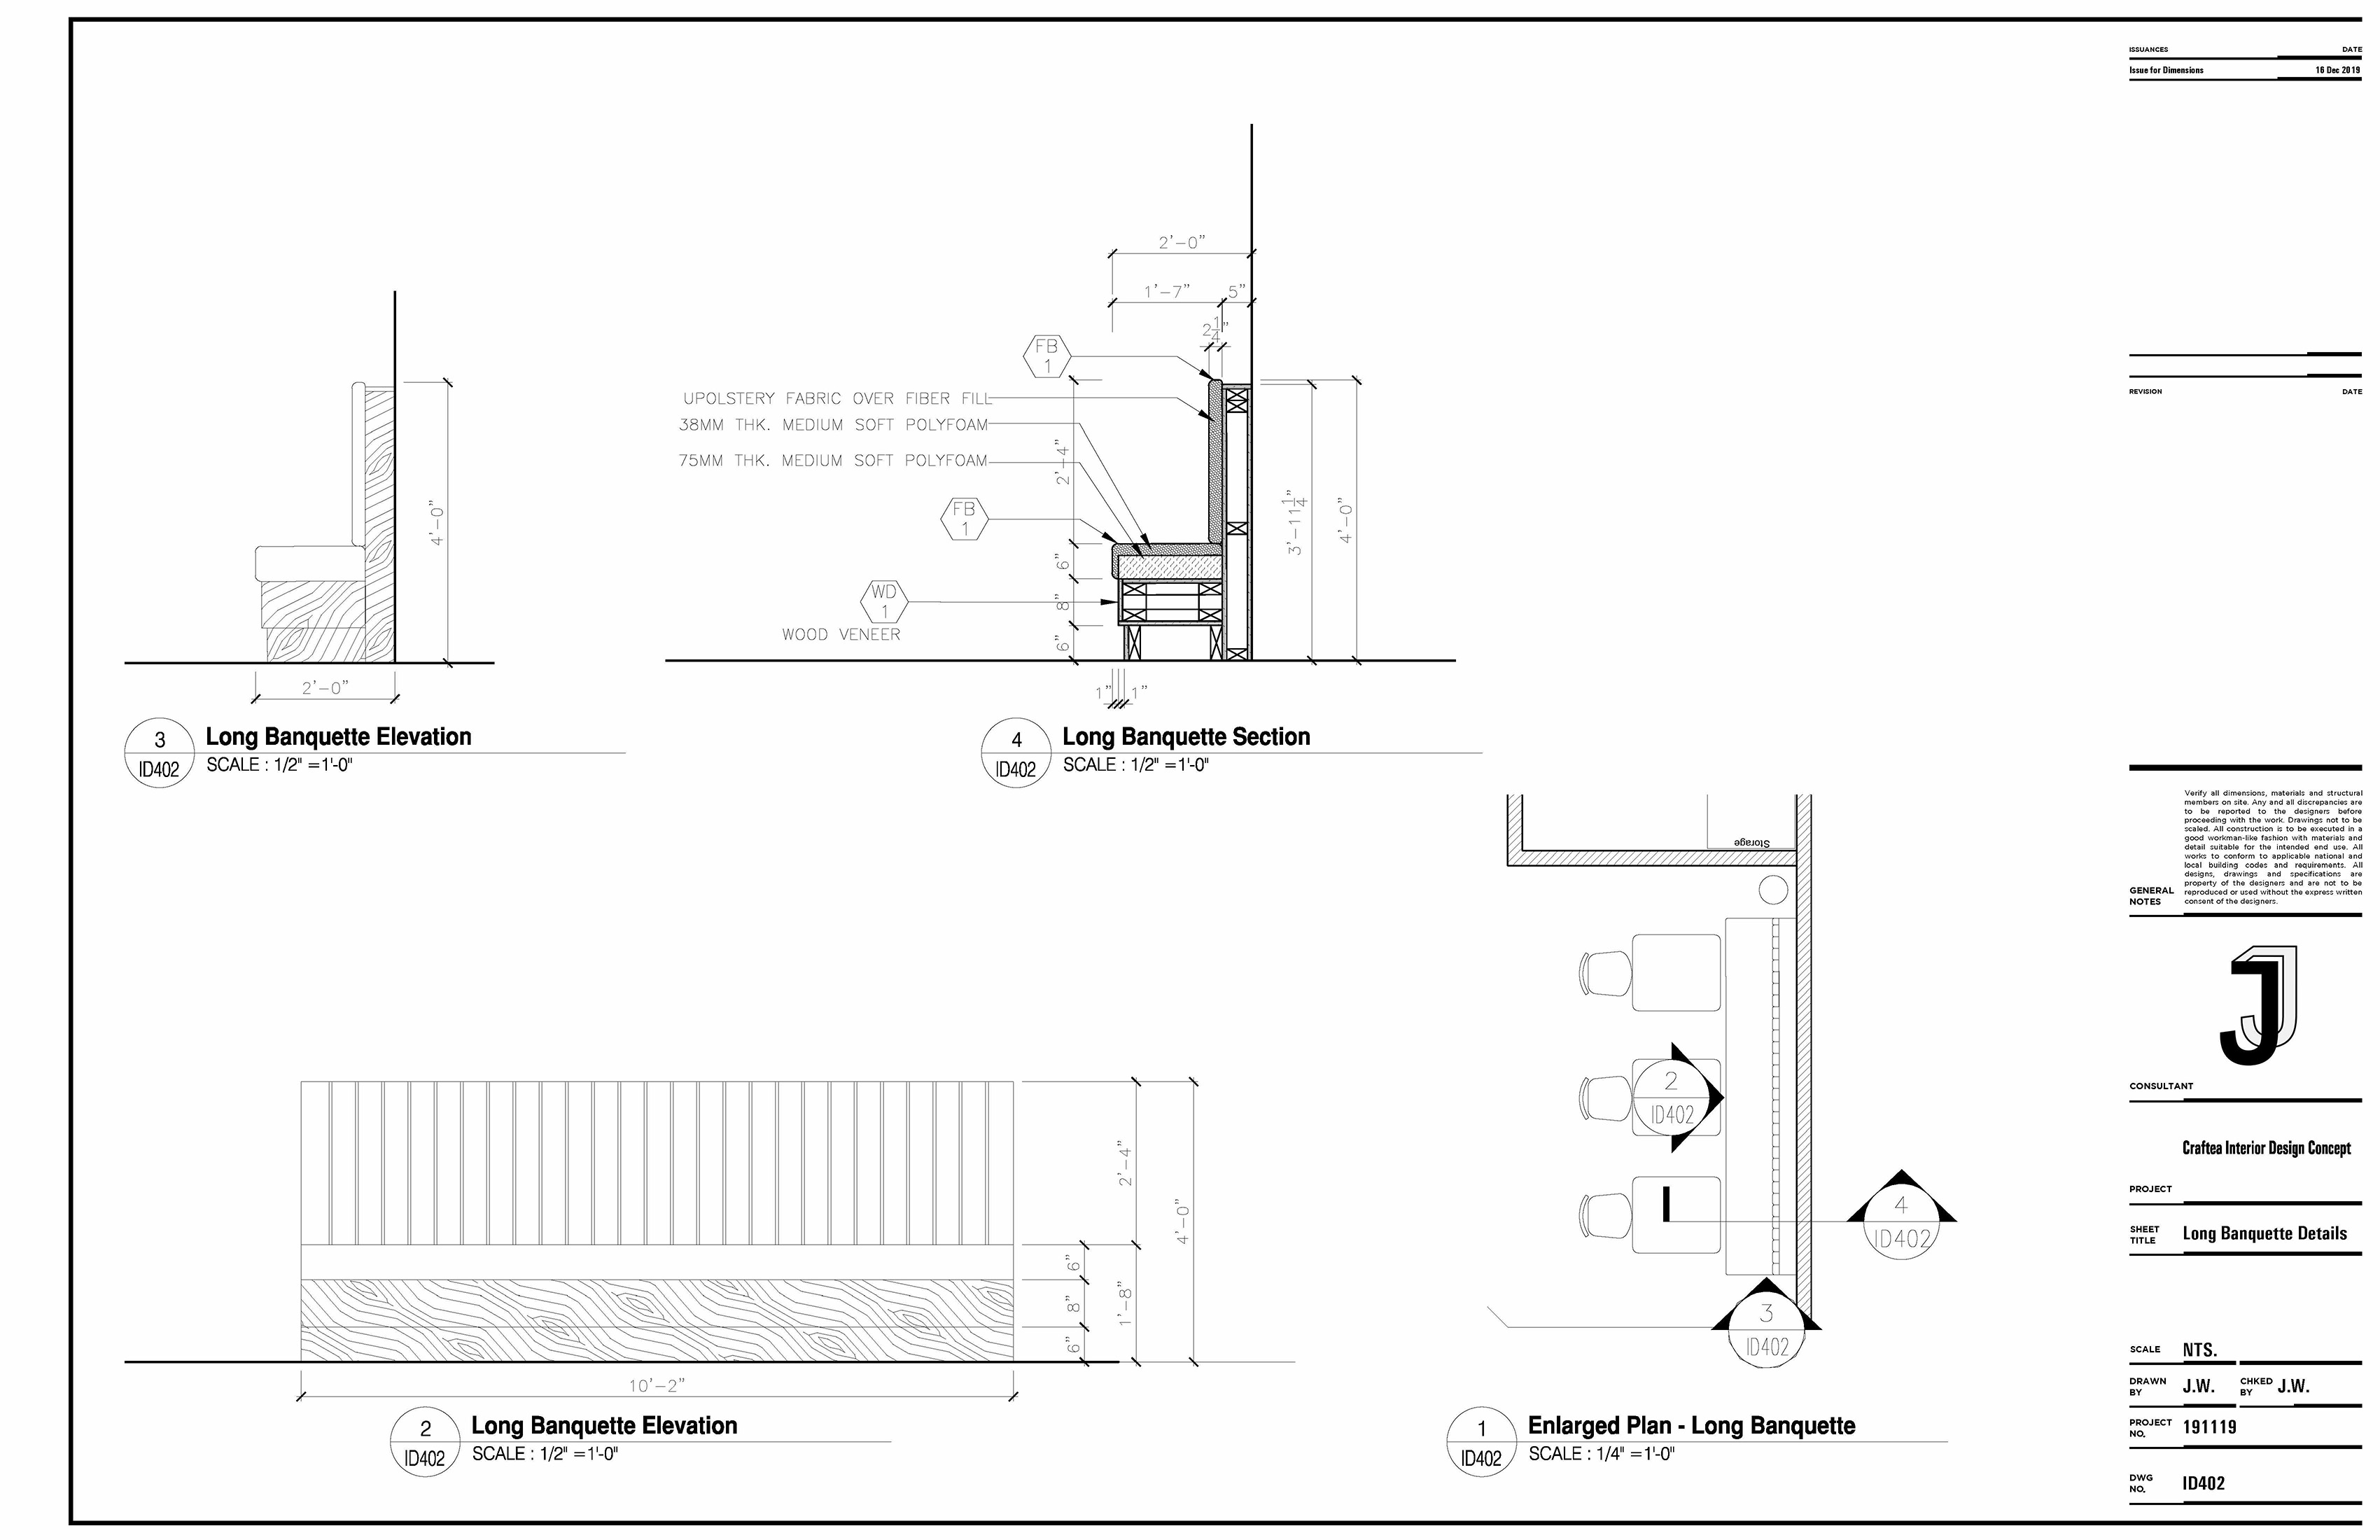 ISSUANCES DATE
Issue for Dimensions 16 Dec 2019
REVISION DATE
2'-0"
1'-7" 5"
2 1/4"
FB
1
UPOLSTERY FABRIC OVER FIBER FILL
38MM THK. MEDIUM SOFT POLYFOAM
75MM THK. MEDIUM SOFT POLYFOAM
FB
1
WD
1
WOOD VENEER
2'-4"
6"
8"
6"
3'-11 1/4"
4'-0"
1" 1"
4'-0"
2'-0"
3
ID402
Long Banquette Elevation
SCALE : 1/2" =1'-0"
4
ID402
Long Banquette Section
SCALE : 1/2" =1'-0"
Storage
2
ID402
4
ID402
3
ID402
2'-4"
4'-0"
6"
8"
1'-8"
6"
10'-2"
2
ID402
Long Banquette Elevation
SCALE : 1/2" =1'-0"
1
ID402
Enlarged Plan - Long Banquette
SCALE : 1/4" =1'-0"
GENERAL
NOTES
Verify all dimensions, materials and structural
members on site. Any and all discrepancies are
to be reported to the designers before
proceeding with the work. Drawings not to be
scaled. All construction is to be executed in a
good workman-like fashion with materials and
detail suitable for the intended end use. All
works to conform to applicable national and
local building codes and requirements. All
designs, drawings and specifications are
property of the designers and are not to be
reproduced or used without the express written
consent of the designers.
JJ
CONSULTANT
Craftea Interior Design Concept
PROJECT
SHEET
TITLE
Long Banquette Details
SCALE NTS.
DRAWN
BY
J.W.
CHKED
BY
J.W.
PROJECT
NO.
191119
DWG
NO.
ID402